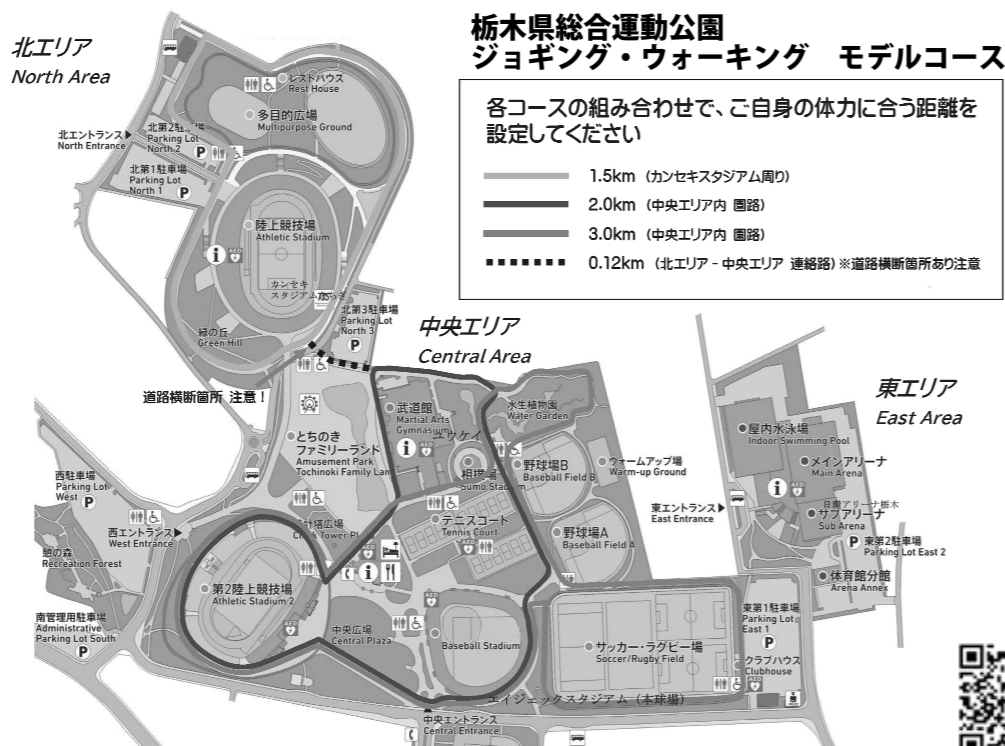 栃木県総合運動公園
ジョギング・ウォーキング　モデルコース
各コースの組み合わせで、ご自身の体力に合う距離を
設定してください
1.5km（カンセキスタジアム周り）
2.0km（中央エリア内 園路）
3.0km（中央エリア内 園路）
0.12km（北エリア - 中央エリア 連絡路）※道路横断箇所あり注意
北エリア
North Area
レストハウス
Rest House
多目的広場
Multipurpose Ground
北エントランス
North Entrance
北第2駐車場
Parking Lot
North 2
P
北第1駐車場
Parking Lot
North 1
P
陸上競技場
Athletic Stadium
i
AED
カンセキ
スタジアムとちぎ
北第3駐車場
Parking Lot
North 3
P
緑の丘
Green Hill
道路横断箇所 注意！
中央エリア
Central Area
武道館
Martial Arts
Gymnasium
i
AED
ユウケイ
水生植物園
Water Garden
とちのき
ファミリーランド
Amusement Park
Tochinoki Family Land
相撲場
Sumo Stadium
野球場B
Baseball Field B
ウォームアップ場
Warm-up Ground
テニスコート
Tennis Court
AED
野球場A
Baseball Field A
西駐車場
Parking Lot
West
P
西エントランス
West Entrance
時計塔広場
Clock Tower Plaza
AED
i
憩の森
Recreation Forest
第2陸上競技場
Athletic Stadium 2
AED
南管理用駐車場
Administrative
Parking Lot South
P
中央広場
Central Plaza
AED
Baseball Stadium
エイジェックスタジアム（本球場）
中央エントランス
Central Entrance
サッカー・ラグビー場
Soccer/Rugby Field
東第1駐車場
Parking Lot
East 1
P
クラブハウス
Clubhouse
AED
東エリア
East Area
屋内水泳場
Indoor Swimming Pool
メインアリーナ
Main Arena
i
AED
日環アリーナ栃木
サブアリーナ
Sub Arena
東エントランス
East Entrance
P
東第2駐車場
Parking Lot East 2
体育館分館
Arena Annex